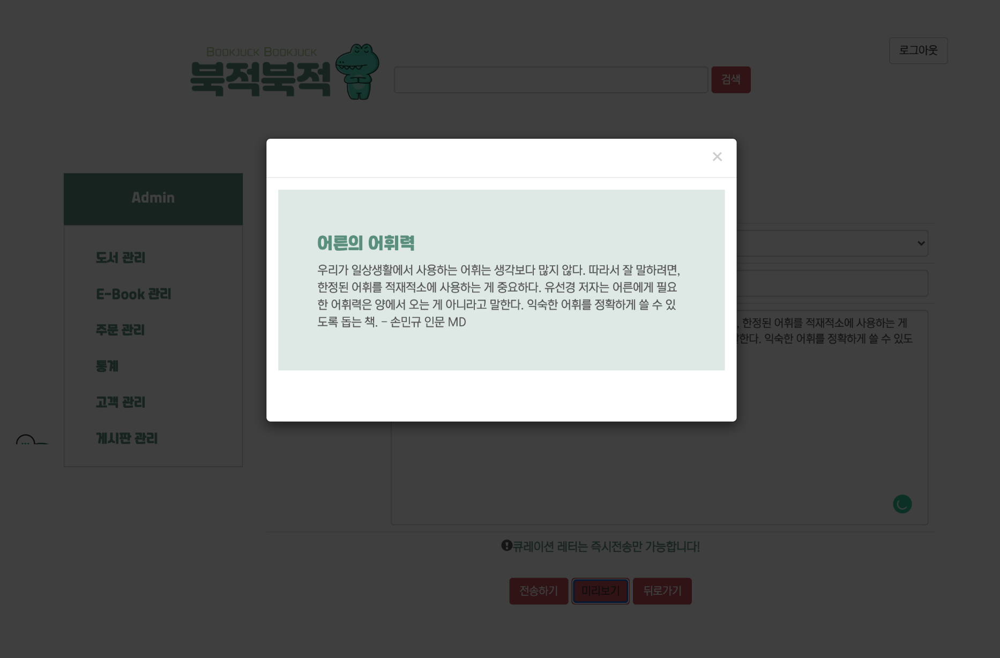 BOOKJUCK BOOKJUCK
북적북적
검색
로그아웃
×
Admin
도서 관리
E-Book 관리
주문 관리
통계
고객 관리
게시판 관리
어른의 어휘력
우리가 일상생활에서 사용하는 어휘는 생각보다 많지 않다. 따라서 잘 말하려면,
한정된 어휘를 적재적소에 사용하는 게 중요하다. 유선경 저자는 어른에게 필요
한 어휘력은 양에서 오는 게 아니라고 말한다. 익숙한 어휘를 정확하게 쓸 수 있
도록 돕는 책. - 손민규 인문 MD
, 한정된 어휘를 적재적소에 사용하는 게
한다. 익숙한 어휘를 정확하게 쓸 수 있도
큐레이션 레터는 즉시전송만 가능합니다!
전송하기 미리보기 뒤로가기